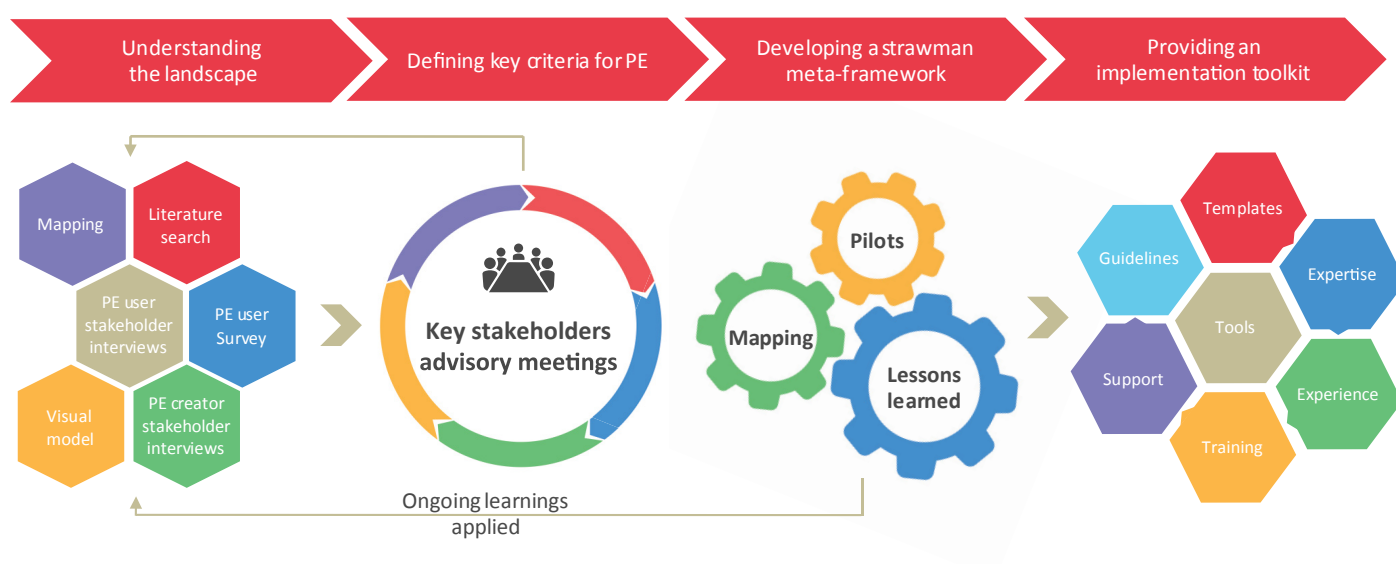 Understanding
the landscape
Defining key criteria for PE
Developing a strawman
meta-framework
Providing an
implementation toolkit
Mapping
Literature
search
PE user
stakeholder
interviews
PE user
Survey
Visual
model
PE creator
stakeholder
interviews
Key stakeholders
advisory meetings
Pilots
Mapping
Lessons
learned
Templates
Guidelines
Expertise
Tools
Support
Experience
Training
Ongoing learnings
applied